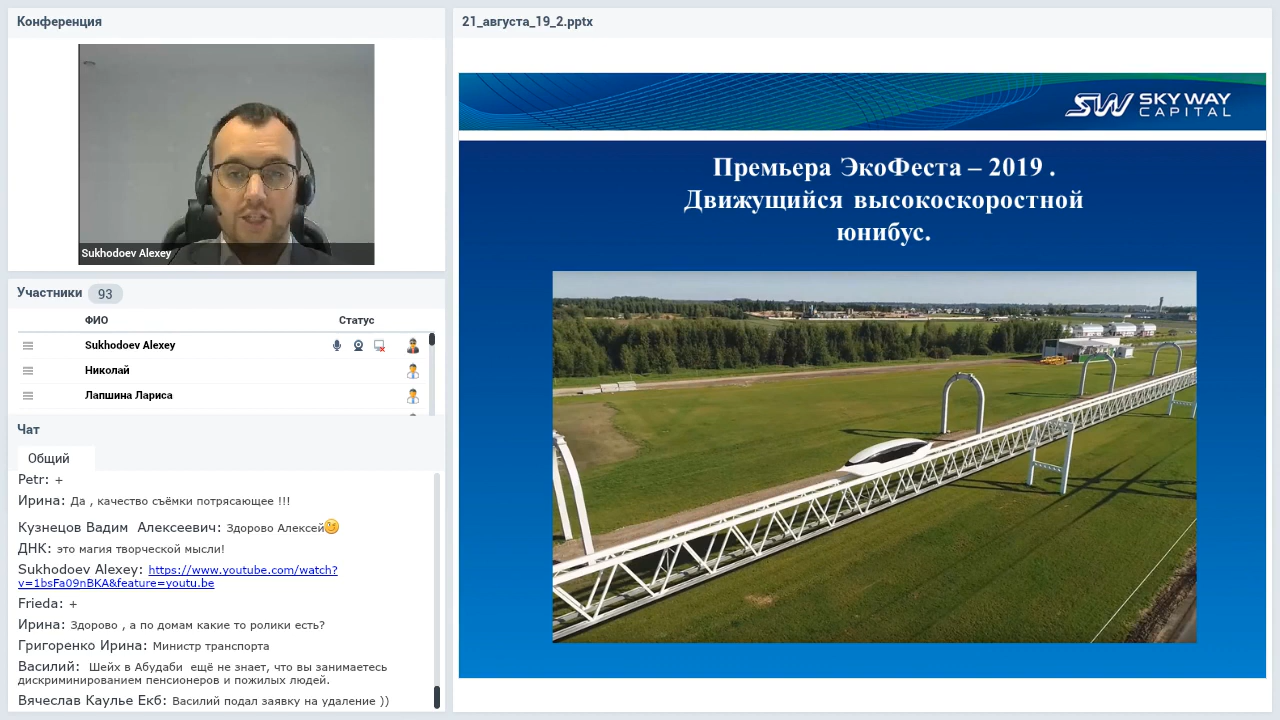 Конференция
Sukhodoev Alexey
Участники 93
ФИО Статус
Sukhodoev Alexey
Николай
Лапшина Лариса
Чат
Общий
Petr: +
Ирина: Да , качество съёмки потрясающее !!!
Кузнецов Вадим Алексеевич: Здорово Алексей
ДНК: это магия творческой мысли!
Sukhodoev Alexey: https://www.youtube.com/watch?
v=1bsFa09nBKA&feature=youtu.be
Frieda: +
Ирина: Здорово , а по домам какие то ролики есть?
Григоренко Ирина: Министр транспорта
Василий: Шейх в Абудаби ещё не знает, что вы занимаетесь
дискриминированием пенсионеров и пожилых людей.
Вячеслав Каулье Екб: Василий подал заявку на удаление ))
21_августа_19_2.pptx
SW SKY WAY
CAPITAL
Премьера ЭкоФеста – 2019 .
Движущийся высокоскоростной
юнибус.